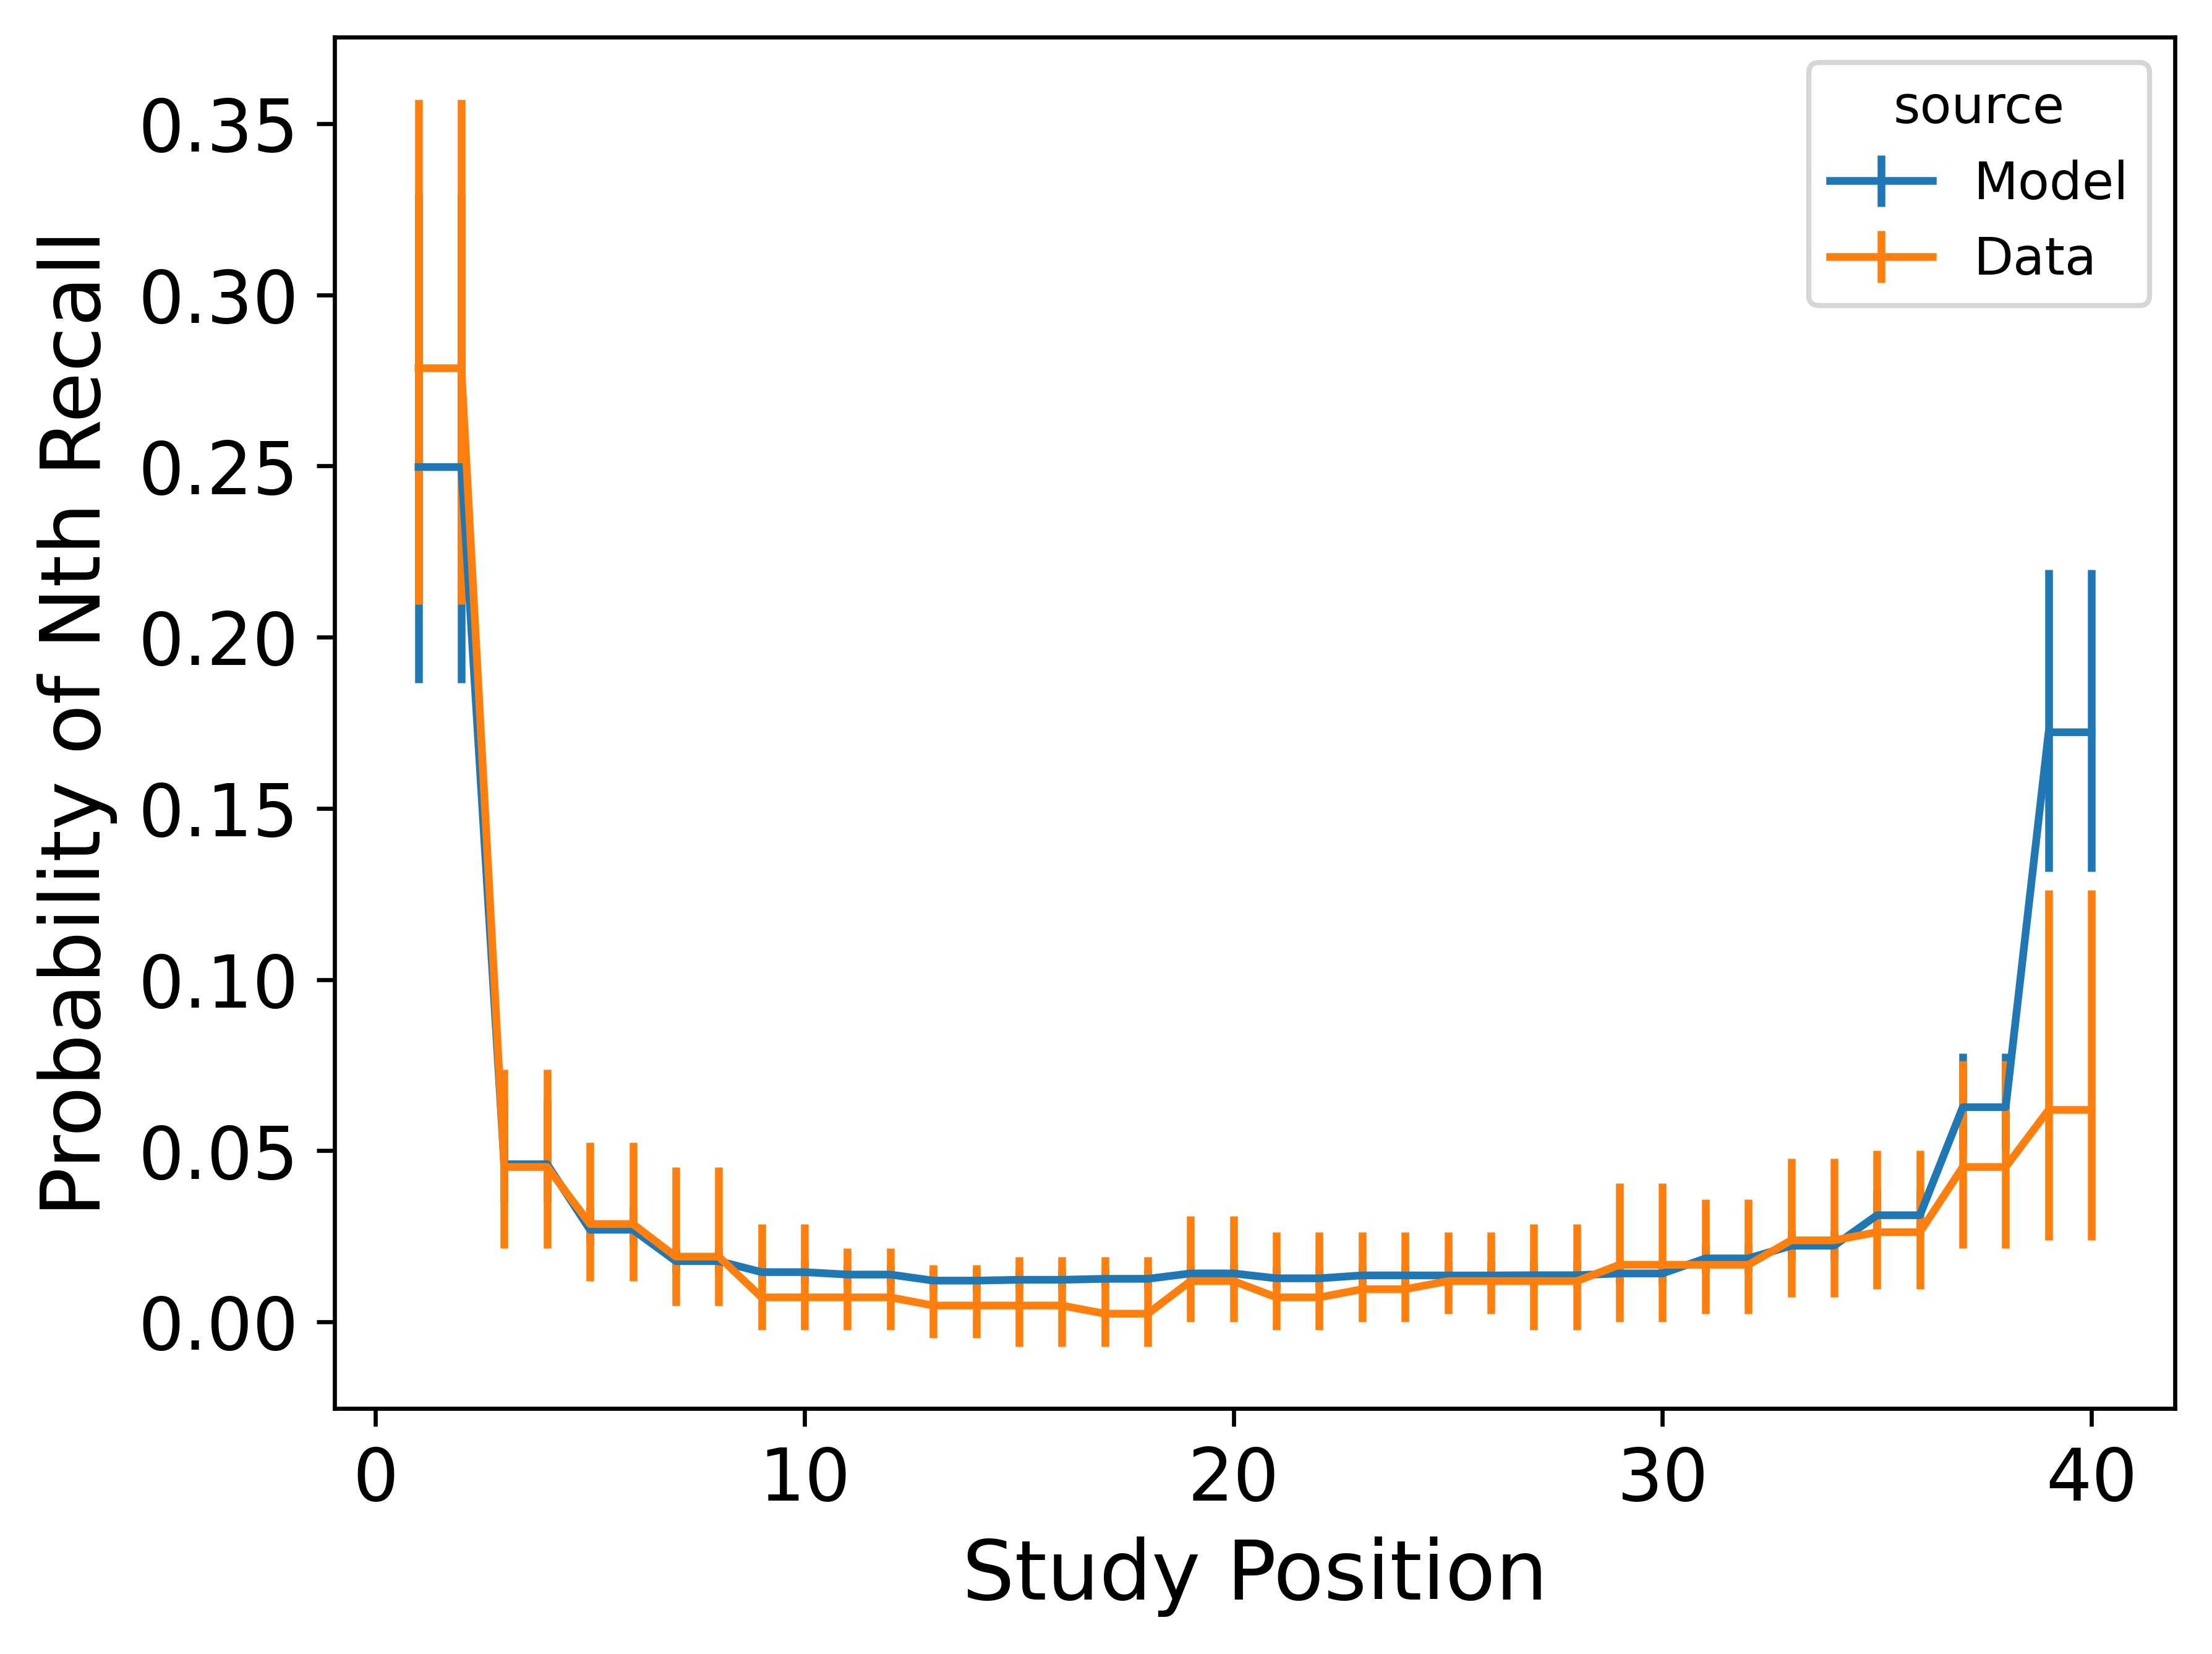 source
Model
Data
Probability of Nth Recall
0.35
0.30
0.25
0.20
0.15
0.10
0.05
0.00
0 10 20 30 40
Study Position